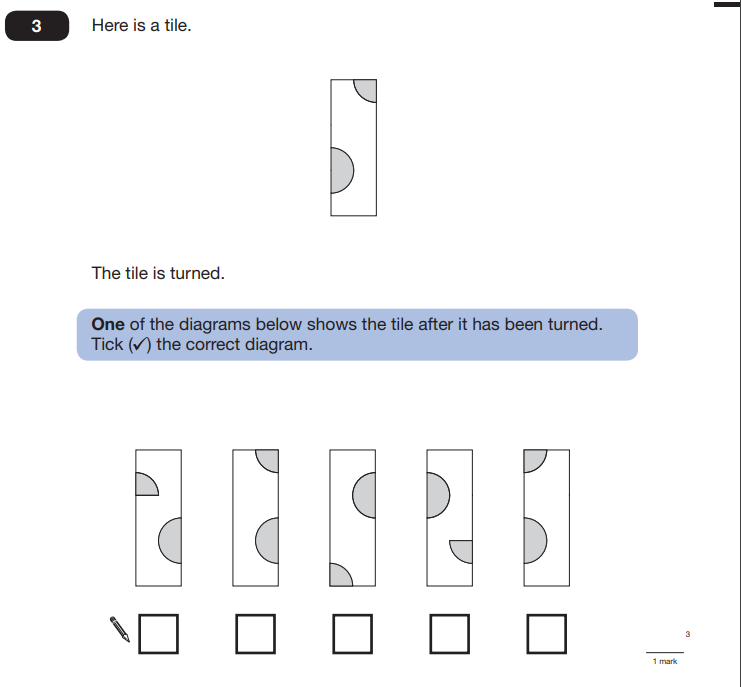 3
Here is a tile.
The tile is turned.
One of the diagrams below shows the tile after it has been turned.
Tick (✓) the correct diagram.
3
1 mark